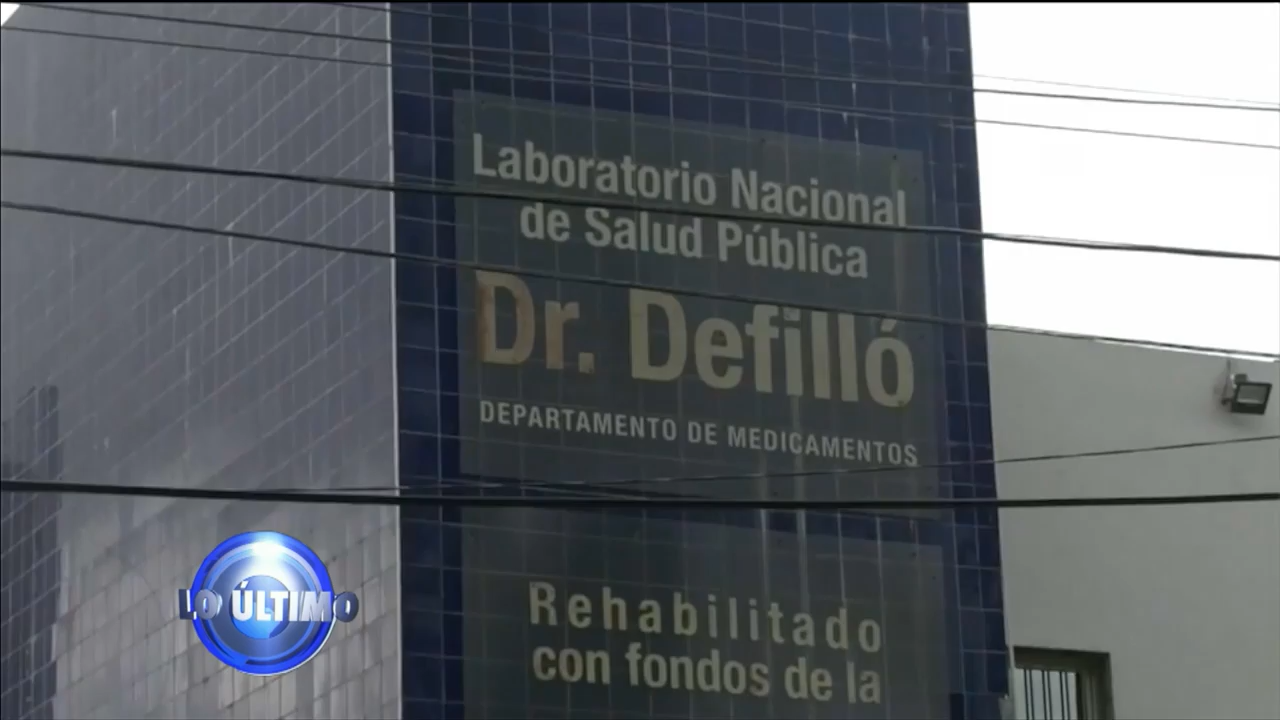 Laboratorio Nacional
de Salud Pública
Dr. Defilló
DEPARTAMENTO DE MEDICAMENTOS
Rehabilitado
con fondos de la
LO ÚLTIMO